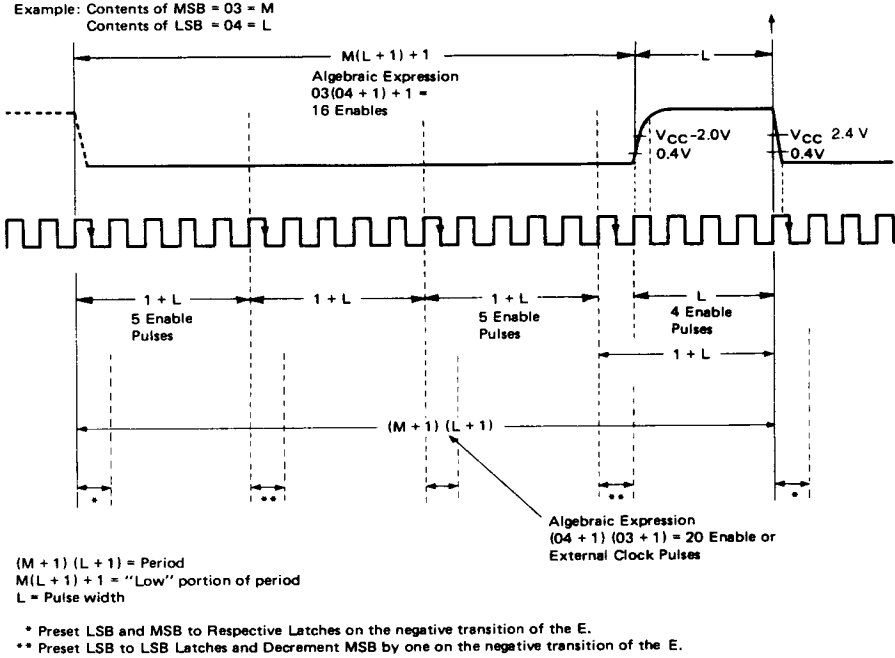 Example: Contents of MSB = 03 = M
Contents of LSB = 04 = L
M(L + 1) + 1
L
Algebraic Expression
03(04 + 1) + 1 =
16 Enables
VCC -2.0V
0.4V
VCC 2.4 V
0.4V
1 + L
5 Enable
Pulses
1 + L
1 + L
5 Enable
Pulses
L
4 Enable
Pulses
1 + L
(M + 1) (L + 1)
*
**
**
*
Algebraic Expression
(04 + 1) (03 + 1) = 20 Enable or
External Clock Pulses
(M + 1) (L + 1) = Period
M(L + 1) + 1 = "Low" portion of period
L = Pulse width
* Preset LSB and MSB to Respective Latches on the negative transition of the E.
** Preset LSB to LSB Latches and Decrement MSB by one on the negative transition of the E.